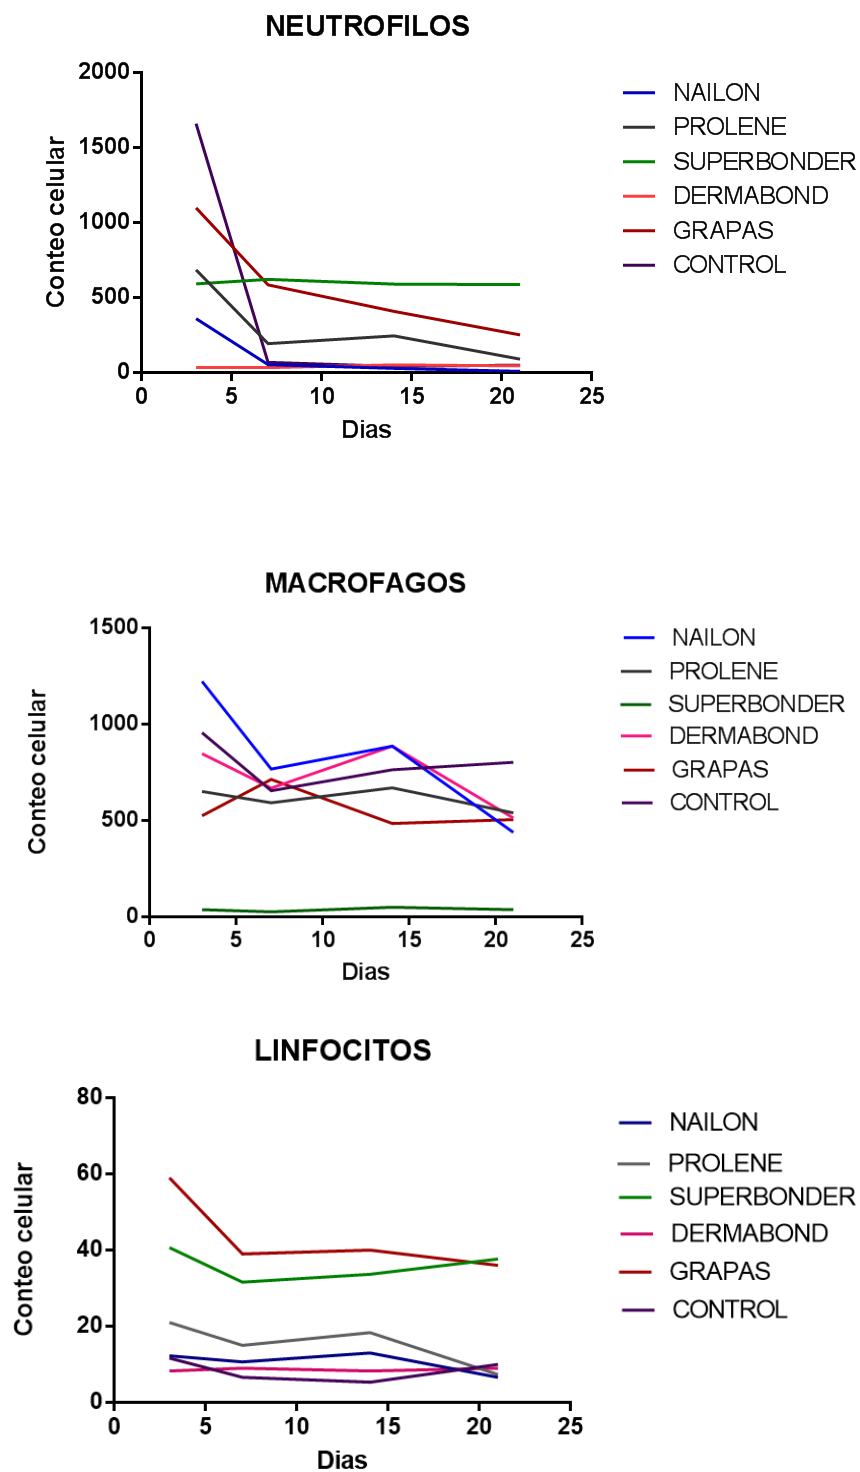 NEUTROFILOS
2000
1500
1000
500
0
0 5 10 15 20 25
Conteo celular
Dias
NAILON
PROLENE
SUPERBONDER
DERMABOND
GRAPAS
CONTROL
MACROFAGOS
1500
1000
500
0
0 5 10 15 20 25
Conteo celular
Dias
NAILON
PROLENE
SUPERBONDER
DERMABOND
GRAPAS
CONTROL
LINFOCITOS
80
60
40
20
0
0 5 10 15 20 25
Conteo celular
Dias
NAILON
PROLENE
SUPERBONDER
DERMABOND
GRAPAS
CONTROL